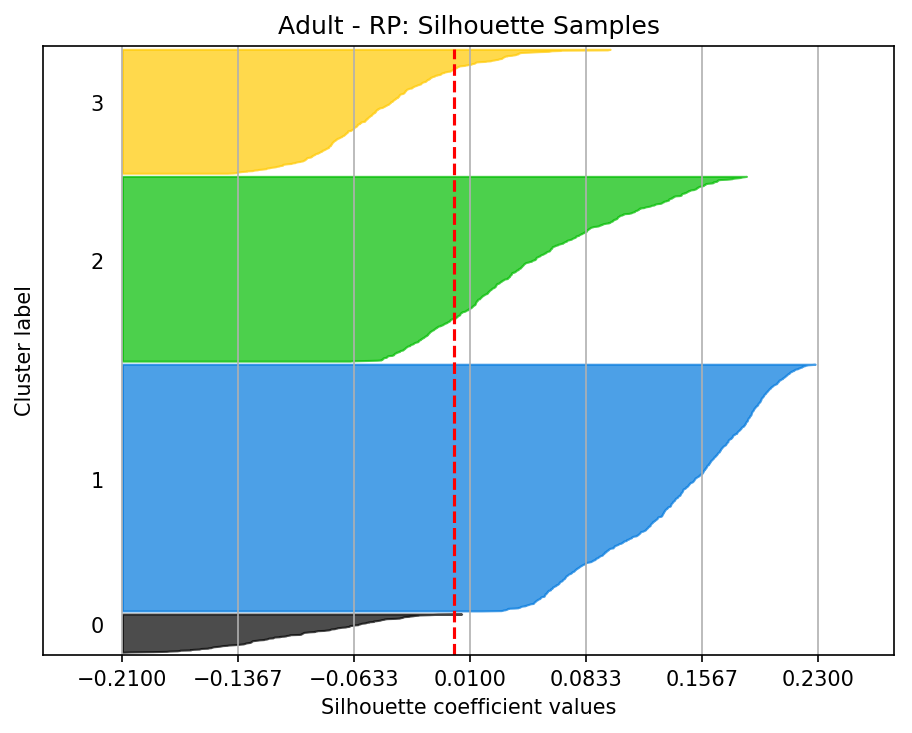 Adult - RP: Silhouette Samples
Cluster label
3
2
1
0
−0.2100 −0.1367 −0.0633 0.0100 0.0833 0.1567 0.2300
Silhouette coefficient values